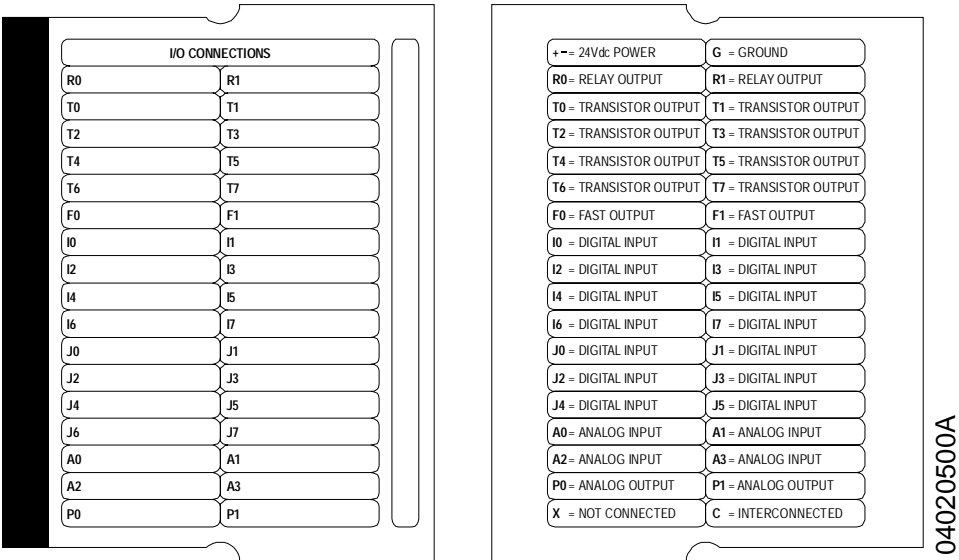 I/O CONNECTIONS
R0 R1
T0 T1
T2 T3
T4 T5
T6 T7
F0 F1
I0 I1
I2 I3
I4 I5
I6 I7
J0 J1
J2 J3
J4 J5
J6 J7
A0 A1
A2 A3
P0 P1
+ -= 24Vdc POWER G = GROUND
R0= RELAY OUTPUT R1= RELAY OUTPUT
T0 = TRANSISTOR OUTPUT T1 = TRANSISTOR OUTPUT
T2 = TRANSISTOR OUTPUT T3 = TRANSISTOR OUTPUT
T4 = TRANSISTOR OUTPUT T5 = TRANSISTOR OUTPUT
T6 = TRANSISTOR OUTPUT T7 = TRANSISTOR OUTPUT
F0 = FAST OUTPUT F1 = FAST OUTPUT
I0 = DIGITAL INPUT I1 = DIGITAL INPUT
I2 = DIGITAL INPUT I3 = DIGITAL INPUT
I4 = DIGITAL INPUT I5 = DIGITAL INPUT
I6 = DIGITAL INPUT I7 = DIGITAL INPUT
J0 = DIGITAL INPUT J1 = DIGITAL INPUT
J2 = DIGITAL INPUT J3 = DIGITAL INPUT
J4 = DIGITAL INPUT J5 = DIGITAL INPUT
A0= ANALOG INPUT A1= ANALOG INPUT
A2= ANALOG INPUT A3= ANALOG INPUT
P0= ANALOG OUTPUT P1= ANALOG OUTPUT
X = NOT CONNECTED C = INTERCONNECTED
04020500A